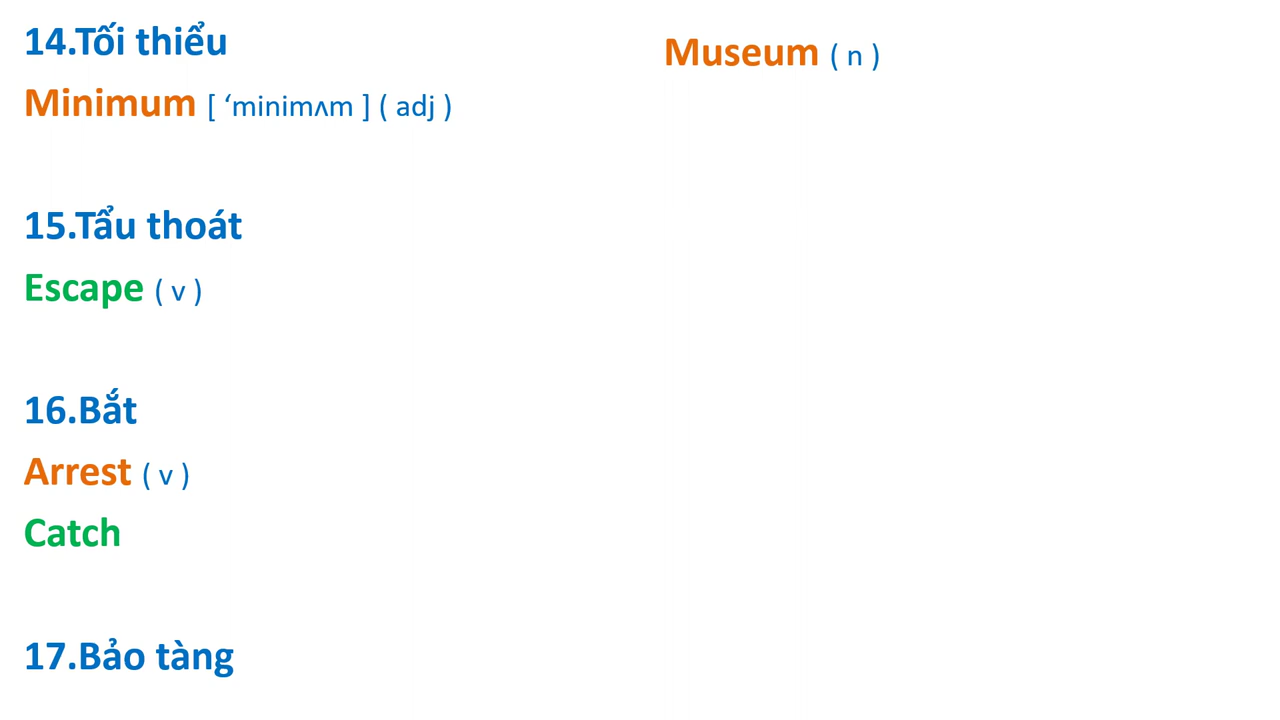 14.Tối thiểu
Minimum [ ‘minimʌm ] ( adj )
15.Tẩu thoát
Escape ( v )
16.Bắt
Arrest ( v )
Catch
17.Bảo tàng
Museum ( n )